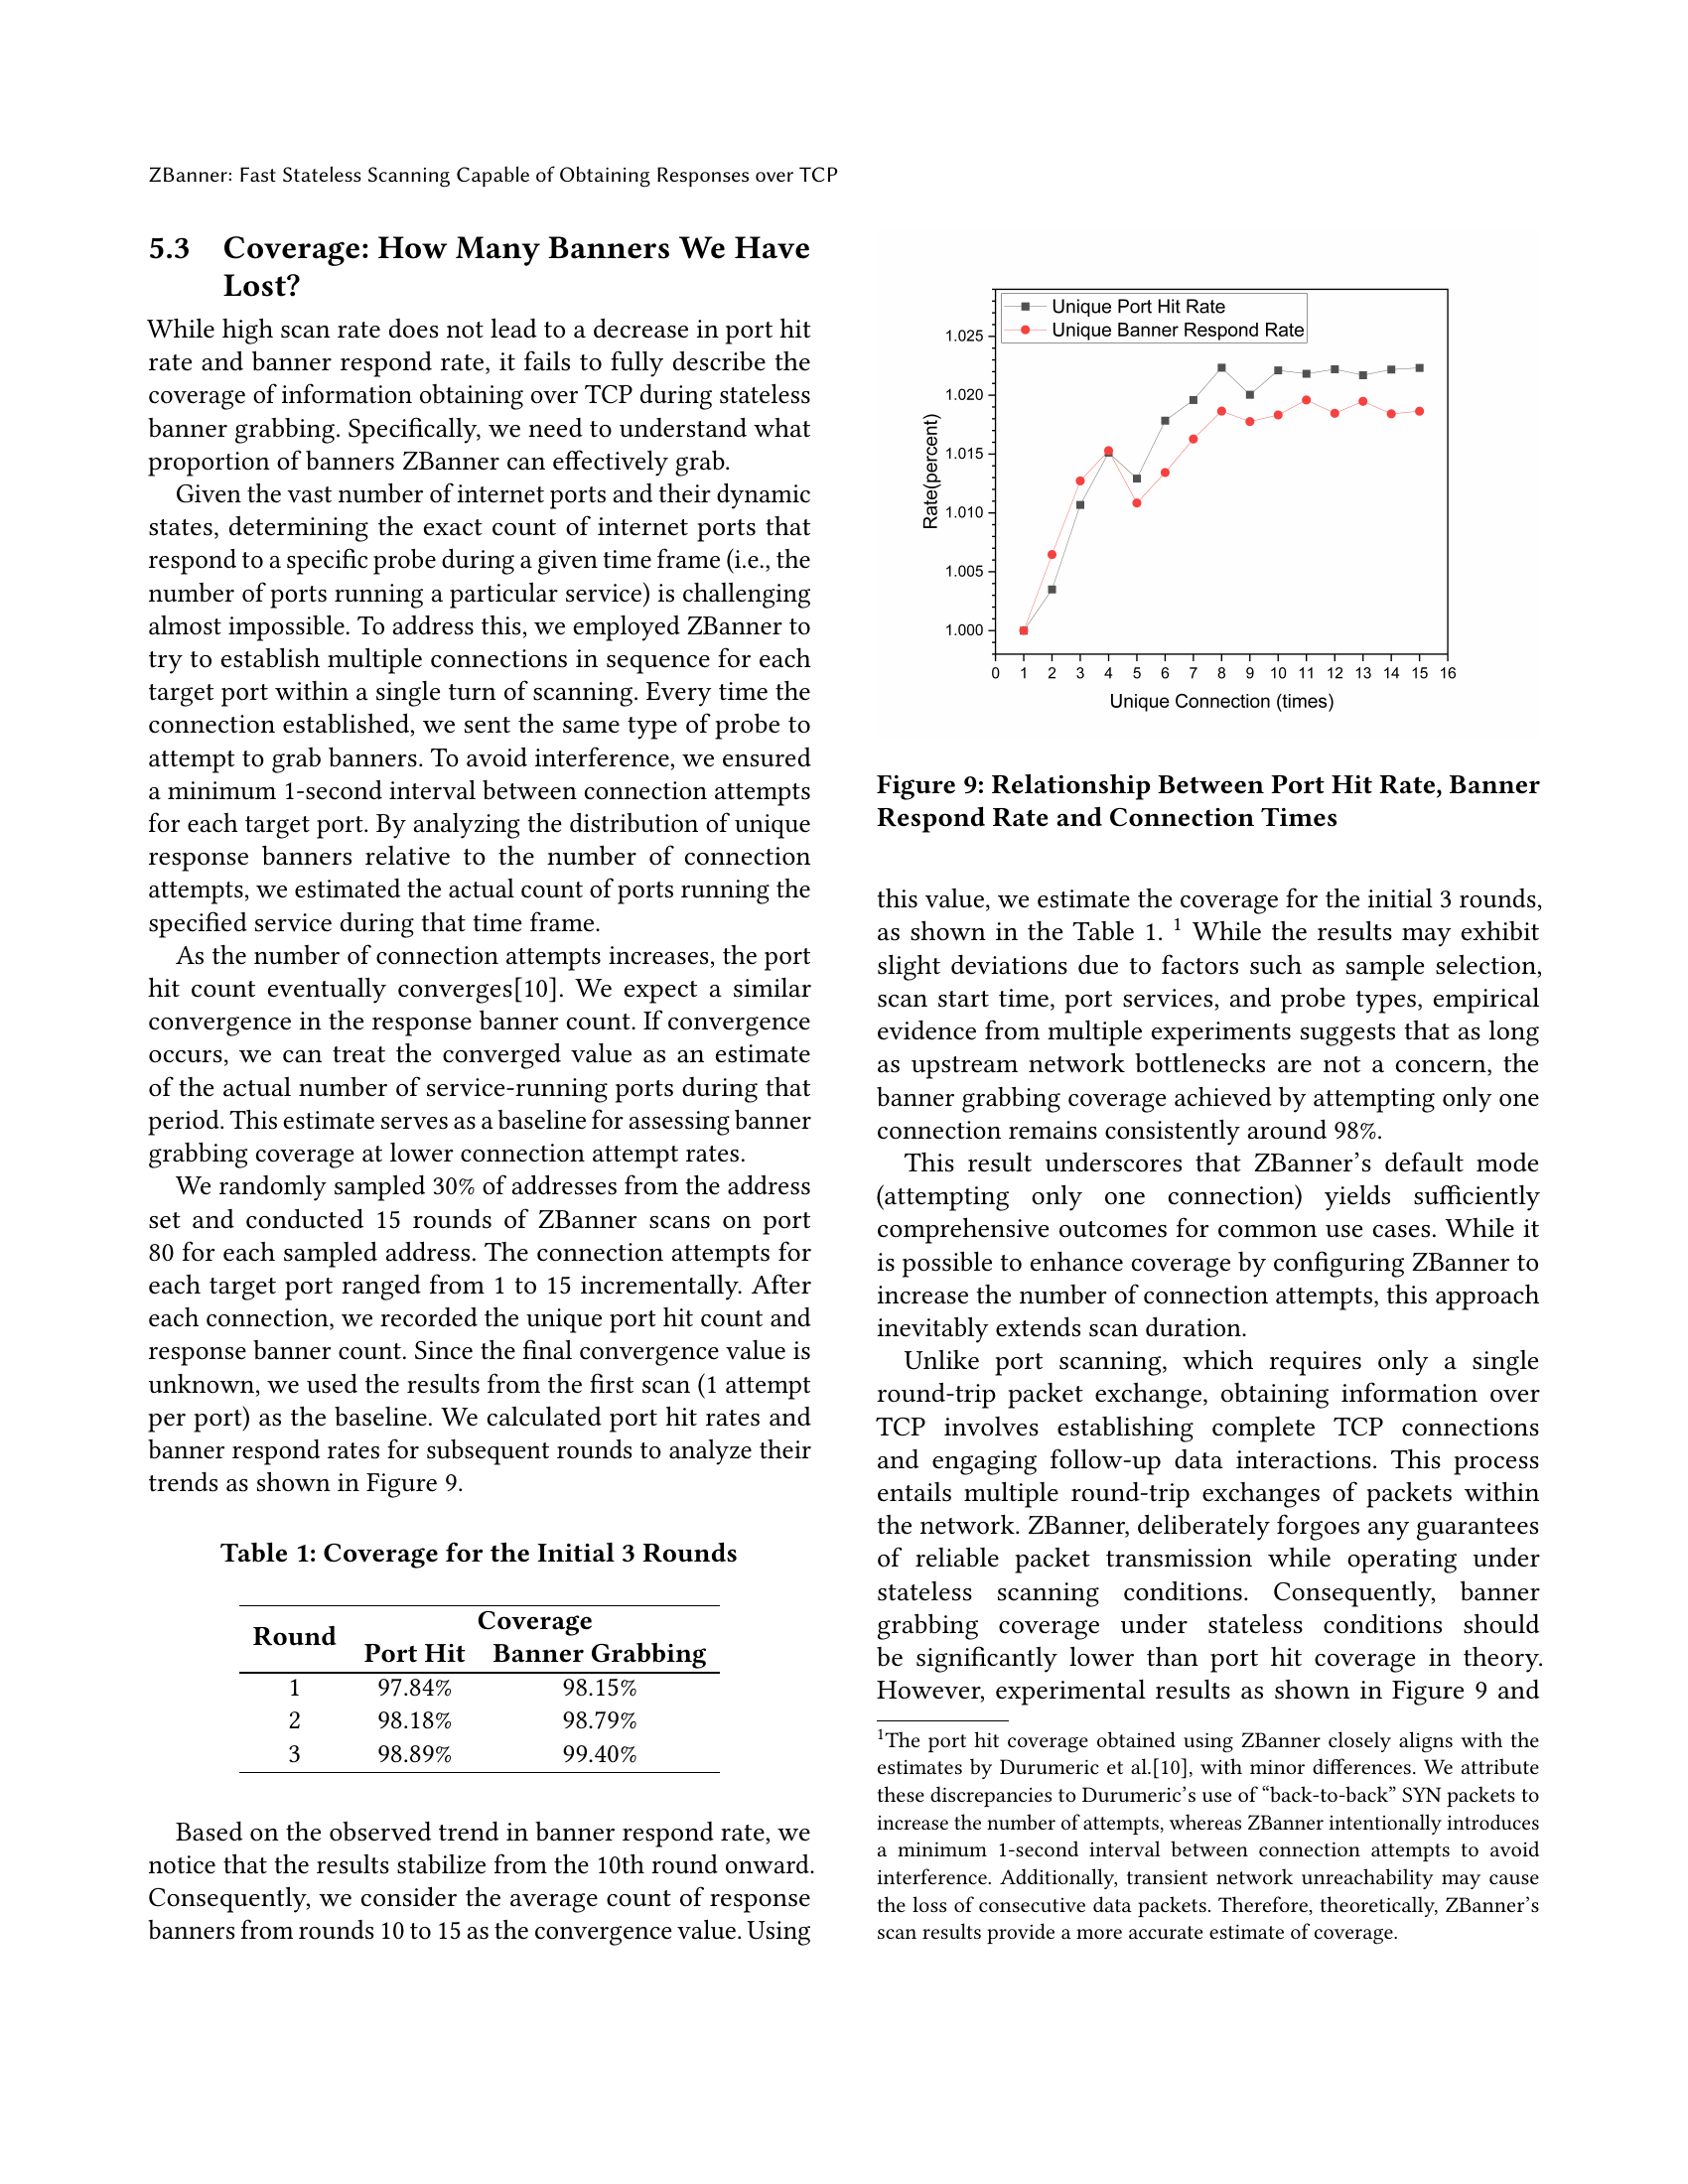 ZBanner: Fast Stateless Scanning Capable of Obtaining Responses over TCP
5.3 Coverage: How Many Banners We Have
Lost?
While high scan rate does not lead to a decrease in port hit
rate and banner respond rate, it fails to fully describe the
coverage of information obtaining over TCP during stateless
banner grabbing. Specifically, we need to understand what
proportion of banners ZBanner can effectively grab.
Given the vast number of internet ports and their dynamic
states, determining the exact count of internet ports that
respond to a specific probe during a given time frame (i.e., the
number of ports running a particular service) is challenging
almost impossible. To address this, we employed ZBanner to
try to establish multiple connections in sequence for each
target port within a single turn of scanning. Every time the
connection established, we sent the same type of probe to
attempt to grab banners. To avoid interference, we ensured
a minimum 1-second interval between connection attempts
for each target port. By analyzing the distribution of unique
response banners relative to the number of connection
attempts, we estimated the actual count of ports running the
specified service during that time frame.
As the number of connection attempts increases, the port
hit count eventually converges[10]. We expect a similar
convergence in the response banner count. If convergence
occurs, we can treat the converged value as an estimate
of the actual number of service-running ports during that
period. This estimate serves as a baseline for assessing banner
grabbing coverage at lower connection attempt rates.
We randomly sampled 30% of addresses from the address
set and conducted 15 rounds of ZBanner scans on port
80 for each sampled address. The connection attempts for
each target port ranged from 1 to 15 incrementally. After
each connection, we recorded the unique port hit count and
response banner count. Since the final convergence value is
unknown, we used the results from the first scan (1 attempt
per port) as the baseline. We calculated port hit rates and
banner respond rates for subsequent rounds to analyze their
trends as shown in Figure 9.
Table 1: Coverage for the Initial 3 Rounds
Round Coverage
Port Hit Banner Grabbing
1 97.84% 98.15%
2 98.18% 98.79%
3 98.89% 99.40%
Based on the observed trend in banner respond rate, we
notice that the results stabilize from the 10th round onward.
Consequently, we consider the average count of response
banners from rounds 10 to 15 as the convergence value. Using
Unique Port Hit Rate
Unique Banner Respond Rate
1.025
1.020
1.015
1.010
1.005
1.000
Rate(percent)
0 1 2 3 4 5 6 7 8 9 10 11 12 13 14 15 16
Unique Connection (times)
Figure 9: Relationship Between Port Hit Rate, Banner
Respond Rate and Connection Times
this value, we estimate the coverage for the initial 3 rounds,
as shown in the Table 1. 1 While the results may exhibit
slight deviations due to factors such as sample selection,
scan start time, port services, and probe types, empirical
evidence from multiple experiments suggests that as long
as upstream network bottlenecks are not a concern, the
banner grabbing coverage achieved by attempting only one
connection remains consistently around 98%.
This result underscores that ZBanner's default mode
(attempting only one connection) yields sufficiently
comprehensive outcomes for common use cases. While it
is possible to enhance coverage by configuring ZBanner to
increase the number of connection attempts, this approach
inevitably extends scan duration.
Unlike port scanning, which requires only a single
round-trip packet exchange, obtaining information over
TCP involves establishing complete TCP connections
and engaging follow-up data interactions. This process
entails multiple round-trip exchanges of packets within
the network. ZBanner, deliberately forgoes any guarantees
of reliable packet transmission while operating under
stateless scanning conditions. Consequently, banner
grabbing coverage under stateless conditions should
be significantly lower than port hit coverage in theory.
However, experimental results as shown in Figure 9 and
1The port hit coverage obtained using ZBanner closely aligns with the
estimates by Durumeric et al.[10], with minor differences. We attribute
these discrepancies to Durumeric's use of “back-to-back” SYN packets to
increase the number of attempts, whereas ZBanner intentionally introduces
a minimum 1-second interval between connection attempts to avoid
interference. Additionally, transient network unreachability may cause
the loss of consecutive data packets. Therefore, theoretically, ZBanner's
scan results provide a more accurate estimate of coverage.